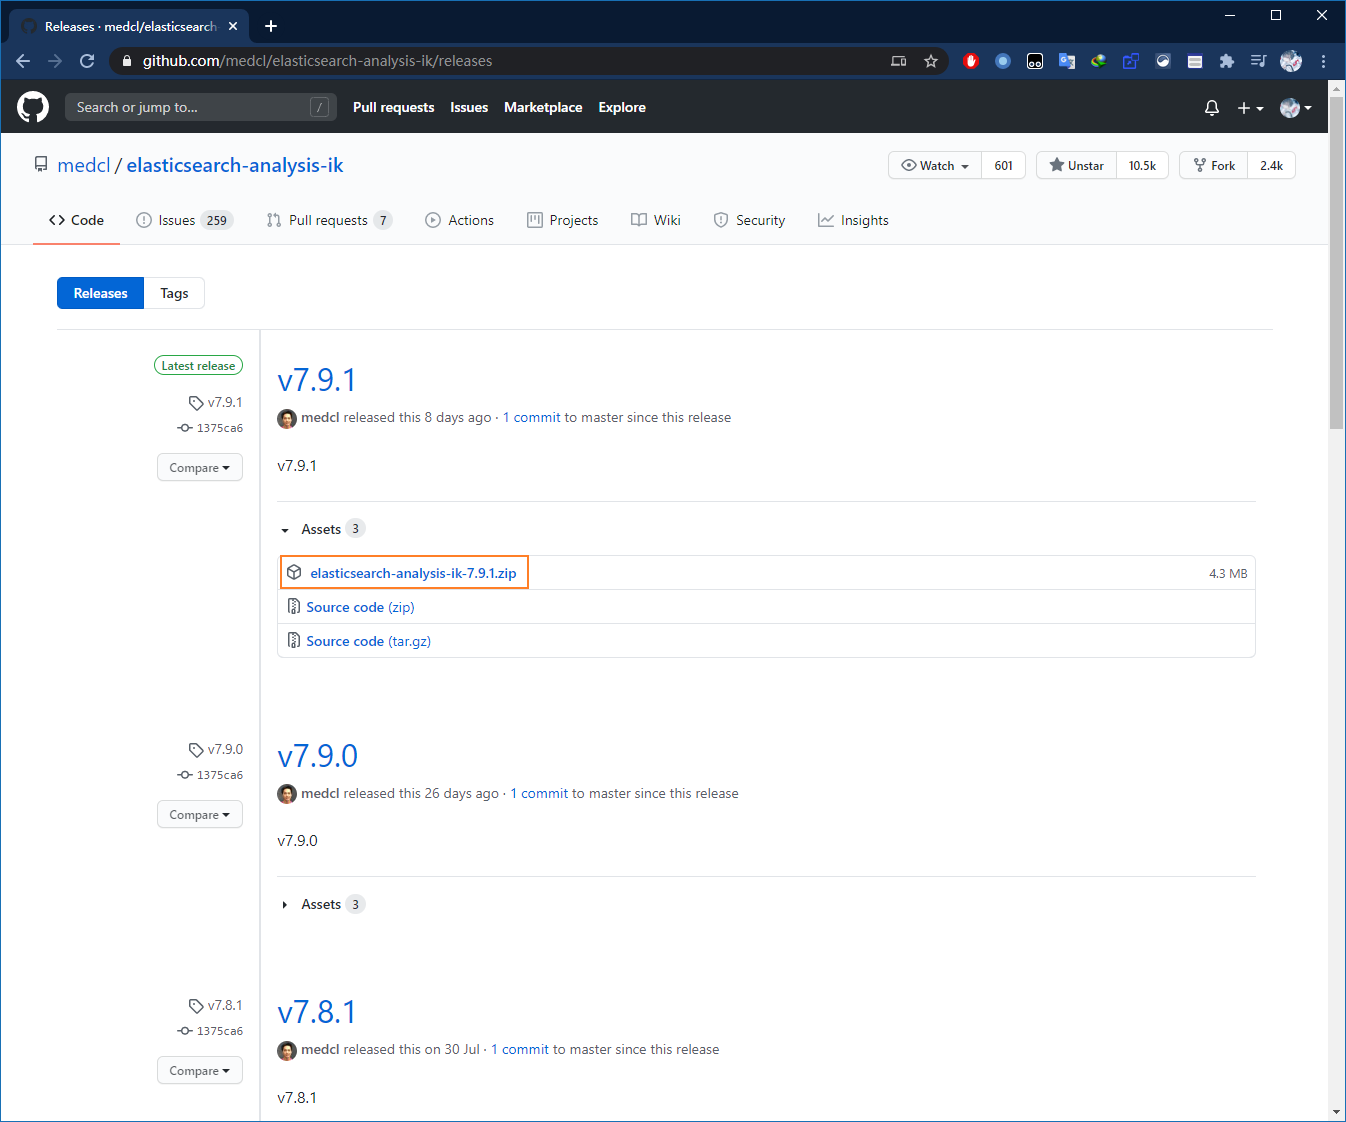 Releases · medcl/elasticsearch
github.com/medcl/elasticsearch-analysis-ik/releases
Search or jump to... /
Pull requests Issues Marketplace Explore
medcl / elasticsearch-analysis-ik
Watch 601 Unstar 10.5k Fork 2.4k
Code Issues 259 Pull requests 7 Actions Projects Wiki Security Insights
Releases Tags
Latest release
v7.9.1
1375ca6
Compare
v7.9.1
medcl released this 8 days ago · 1 commit to master since this release
v7.9.1
Assets 3
elasticsearch-analysis-ik-7.9.1.zip 4.3 MB
Source code (zip)
Source code (tar.gz)
v7.9.0
1375ca6
Compare
v7.9.0
medcl released this 26 days ago · 1 commit to master since this release
v7.9.0
Assets 3
v7.8.1
1375ca6
Compare
v7.8.1
medcl released this on 30 Jul · 1 commit to master since this release
v7.8.1